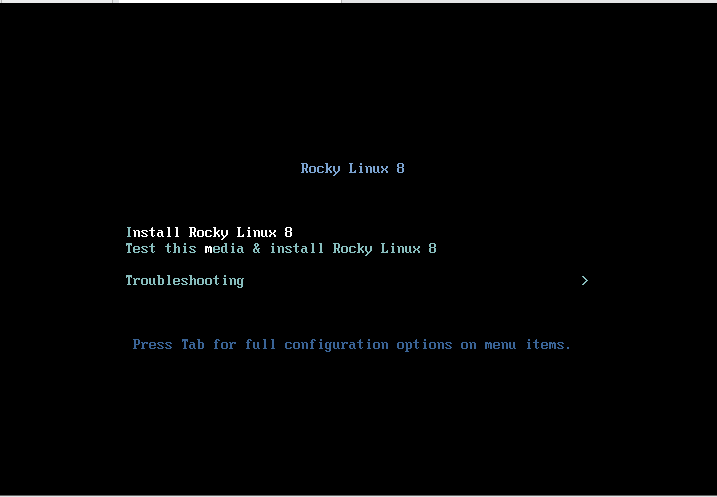 Rocky Linux 8
Install Rocky Linux 8
Test this media & install Rocky Linux 8
Troubleshooting >
Press Tab for full configuration options on menu items.